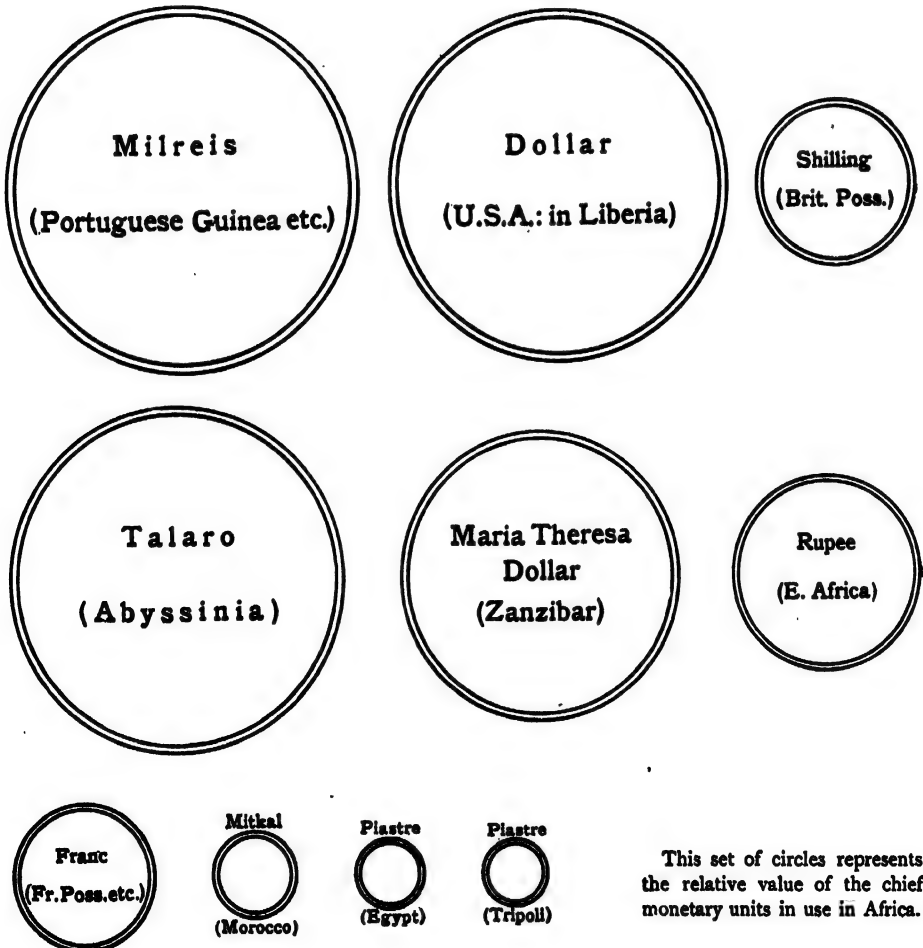 Milreis
(Portuguese Guinea etc.)
Dollar
(U.S.A.: in Liberia)
Shilling
(Brit. Poss.)
Talaro
(Abyssinia)
Maria Theresa
Dollar
(Zanzibar)
Rupee
(E. Africa)
Franc
(Fr. Poss. etc.)
Mitkal
(Morocco)
Piastre
(Egypt)
Piastre
(Tripoli)
This set of circles represents
the relative value of the chief
monetary units in use in Africa.